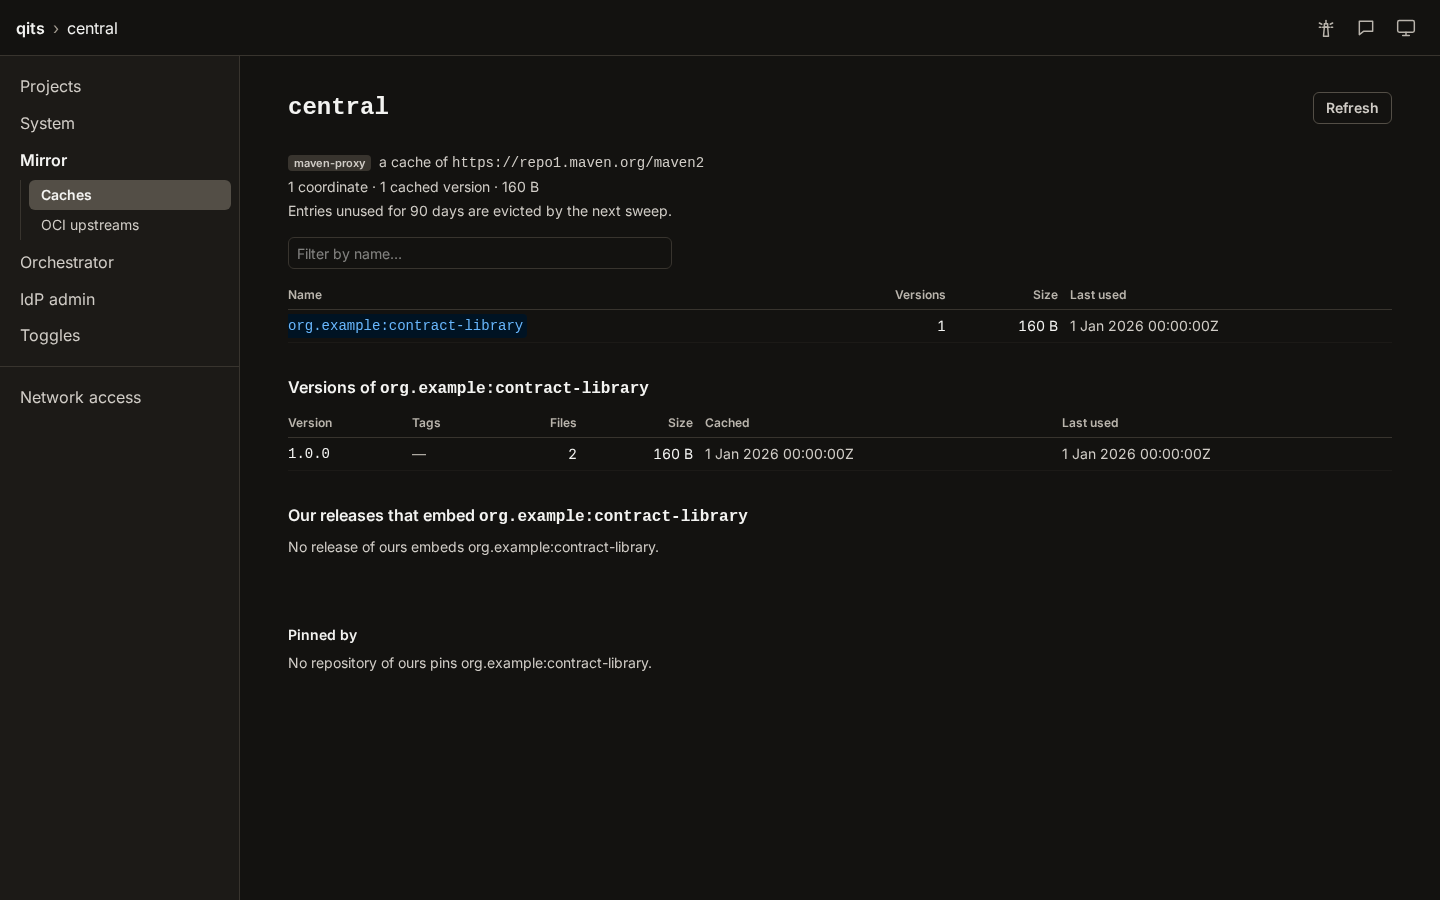 qits › central
Projects
System
Mirror
Caches
OCI upstreams
Orchestrator
IdP admin
Toggles
Network access
central
Refresh
maven-proxy a cache of https://repo1.maven.org/maven2
1 coordinate · 1 cached version · 160 B
Entries unused for 90 days are evicted by the next sweep.
Filter by name...
Name Versions Size Last used
org.example:contract-library 1 160 B 1 Jan 2026 00:00:00Z
Versions of org.example:contract-library
Version Tags Files Size Cached Last used
1.0.0 — 2 160 B 1 Jan 2026 00:00:00Z 1 Jan 2026 00:00:00Z
Our releases that embed org.example:contract-library
No release of ours embeds org.example:contract-library.
Pinned by
No repository of ours pins org.example:contract-library.